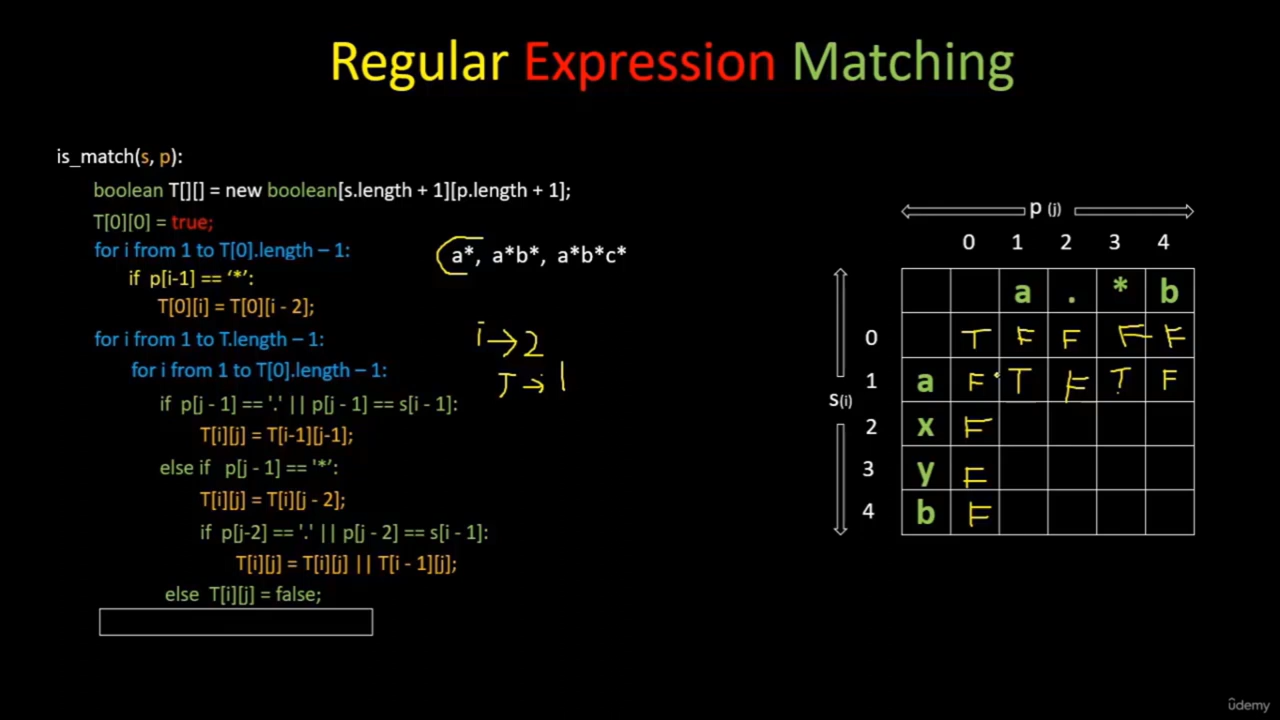 Regular Expression Matching
is_match(s, p):
boolean T[][] = new boolean[s.length + 1][p.length + 1];
T[0][0] = true;
for i from 1 to T[0].length – 1:
if p[i-1] == ‘*’:
T[0][i] = T[0][i - 2];
for i from 1 to T.length – 1:
for i from 1 to T[0].length – 1:
if p[j - 1] == '.' || p[j - 1] == s[i - 1]:
T[i][j] = T[i-1][j-1];
else if p[j - 1] == '*’:
T[i][j] = T[i][j - 2];
if p[j-2] == '.' || p[j - 2] == s[i - 1]:
T[i][j] = T[i][j] || T[i - 1][j];
else T[i][j] = false;
a*, a*b*, a*b*c*
i → 2
J → 1
p (j)
0 1 2 3 4
a . * b
0 T F F F F
1 a F T F T F
s(i)
2 x F
3 y F
4 b F
ûdemy